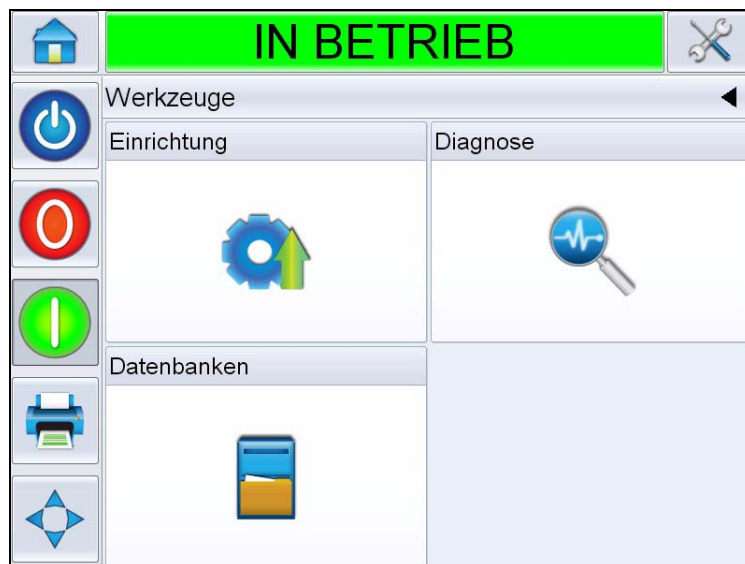 IN BETRIEB
Werkzeuge
Einrichtung
Diagnose
Datenbanken